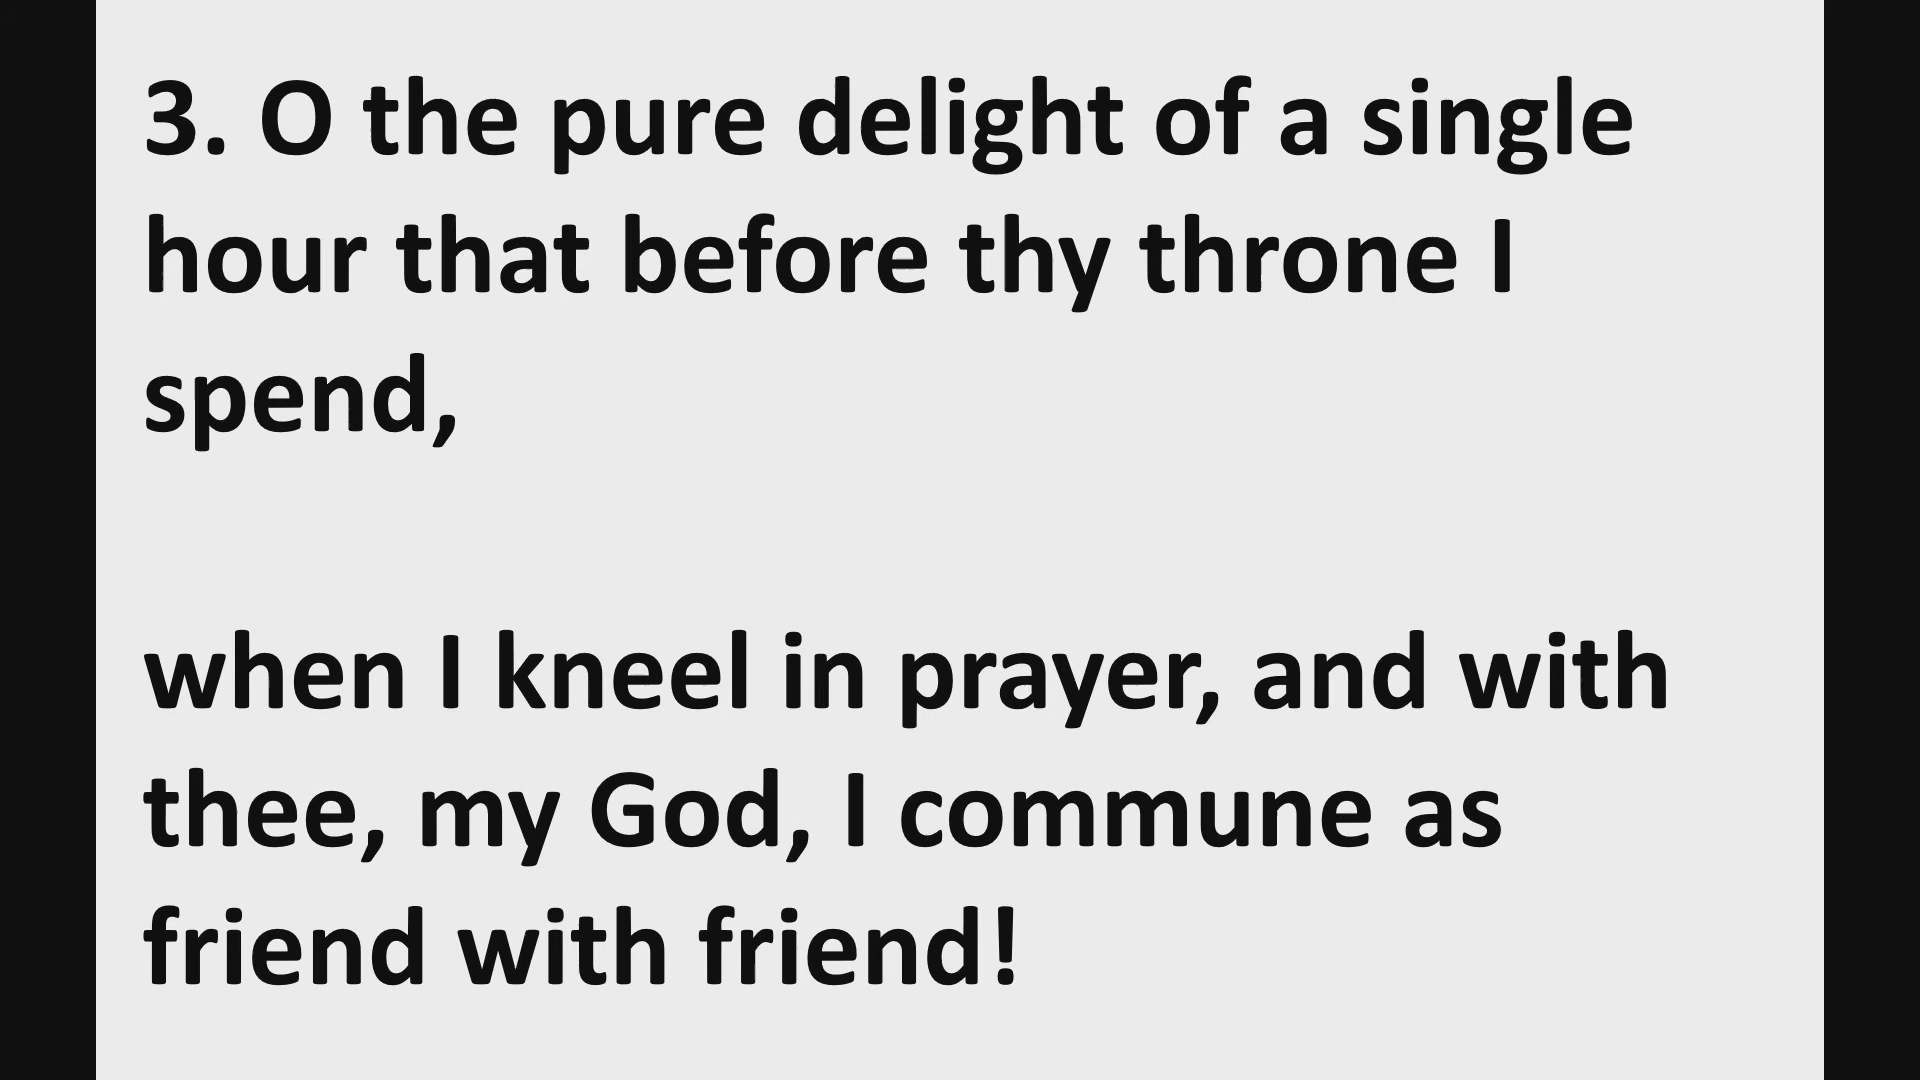 3. O the pure delight of a single
hour that before thy throne I
spend,
when I kneel in prayer, and with
thee, my God, I commune as
friend with friend!